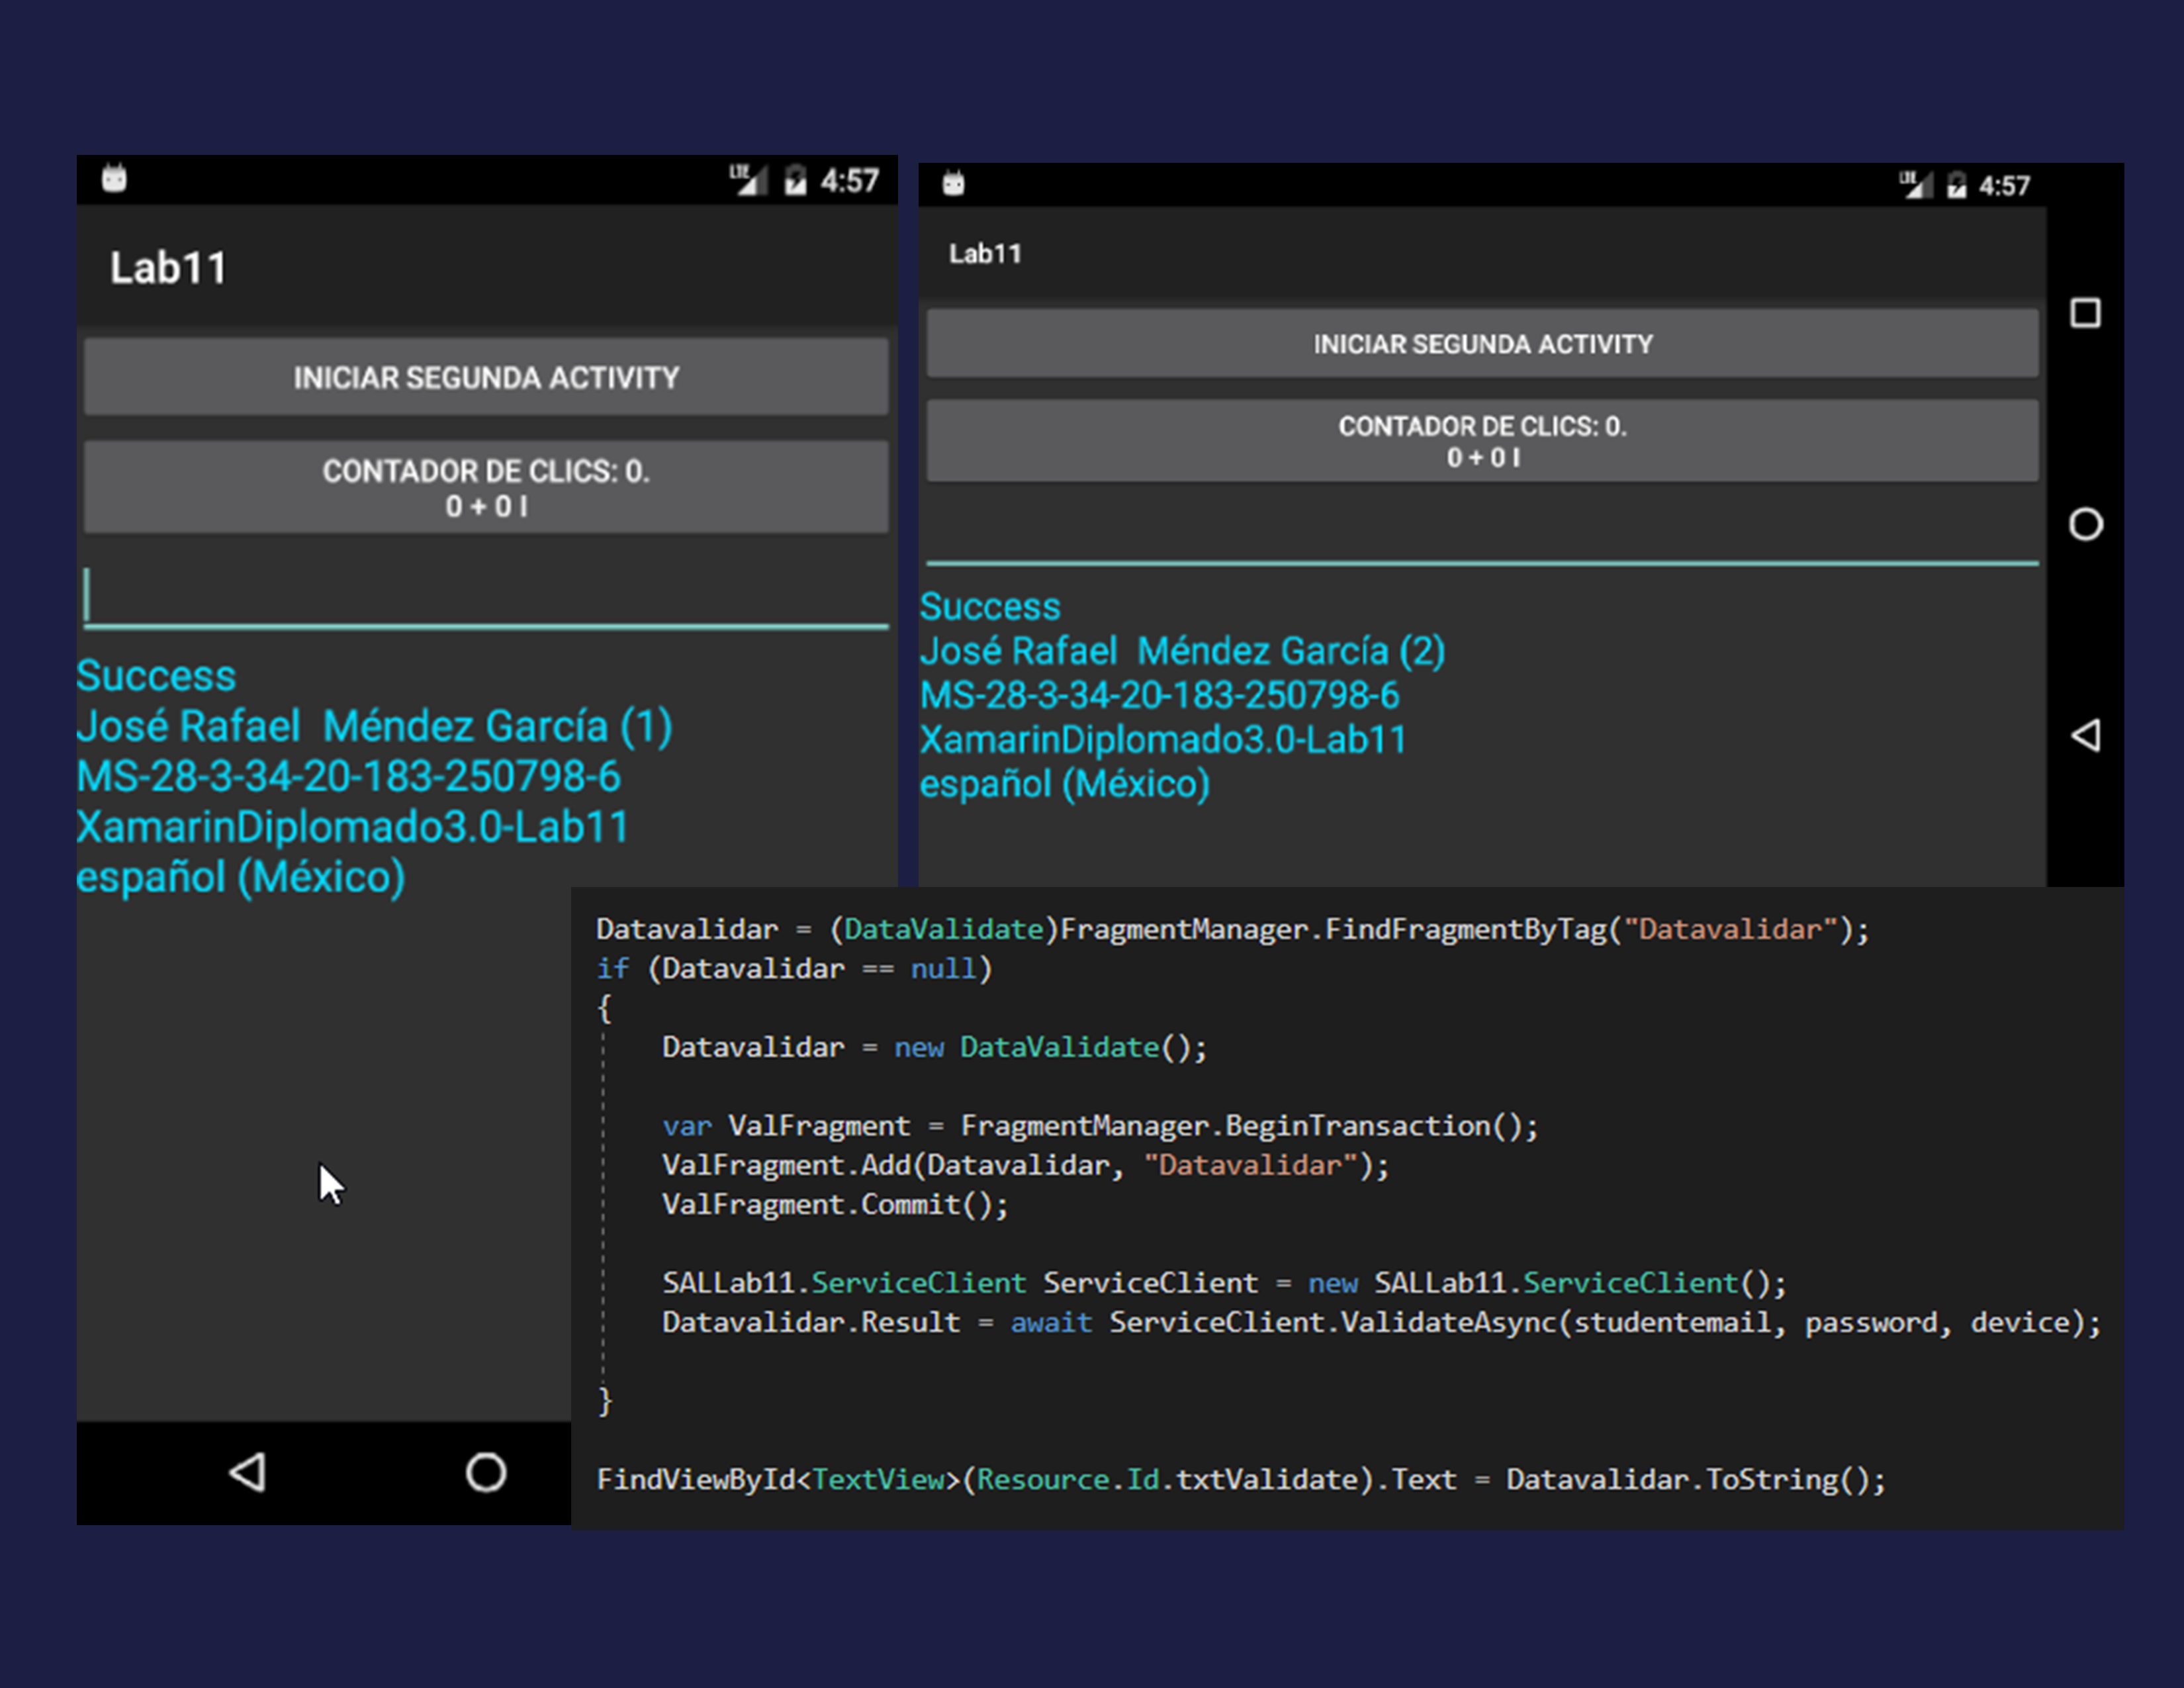 LTE 4:57
Lab11
INICIAR SEGUNDA ACTIVITY
CONTADOR DE CLICS: 0.
0 + 0 I
Success
José Rafael  Méndez García (1)
MS-28-3-34-20-183-250798-6
XamarinDiplomado3.0-Lab11
español (México)
LTE 4:57
Lab11
INICIAR SEGUNDA ACTIVITY
CONTADOR DE CLICS: 0.
0 + 0 I
Success
José Rafael  Méndez García (2)
MS-28-3-34-20-183-250798-6
XamarinDiplomado3.0-Lab11
español (México)
Datavalidar = (DataValidate)FragmentManager.FindFragmentByTag("Datavalidar");
if (Datavalidar == null)
{
    Datavalidar = new DataValidate();
    var ValFragment = FragmentManager.BeginTransaction();
    ValFragment.Add(Datavalidar, "Datavalidar");
    ValFragment.Commit();
    SALLab11.ServiceClient ServiceClient = new SALLab11.ServiceClient();
    Datavalidar.Result = await ServiceClient.ValidateAsync(studentemail, password, device);
}
FindViewById<TextView>(Resource.Id.txtValidate).Text = Datavalidar.ToString();